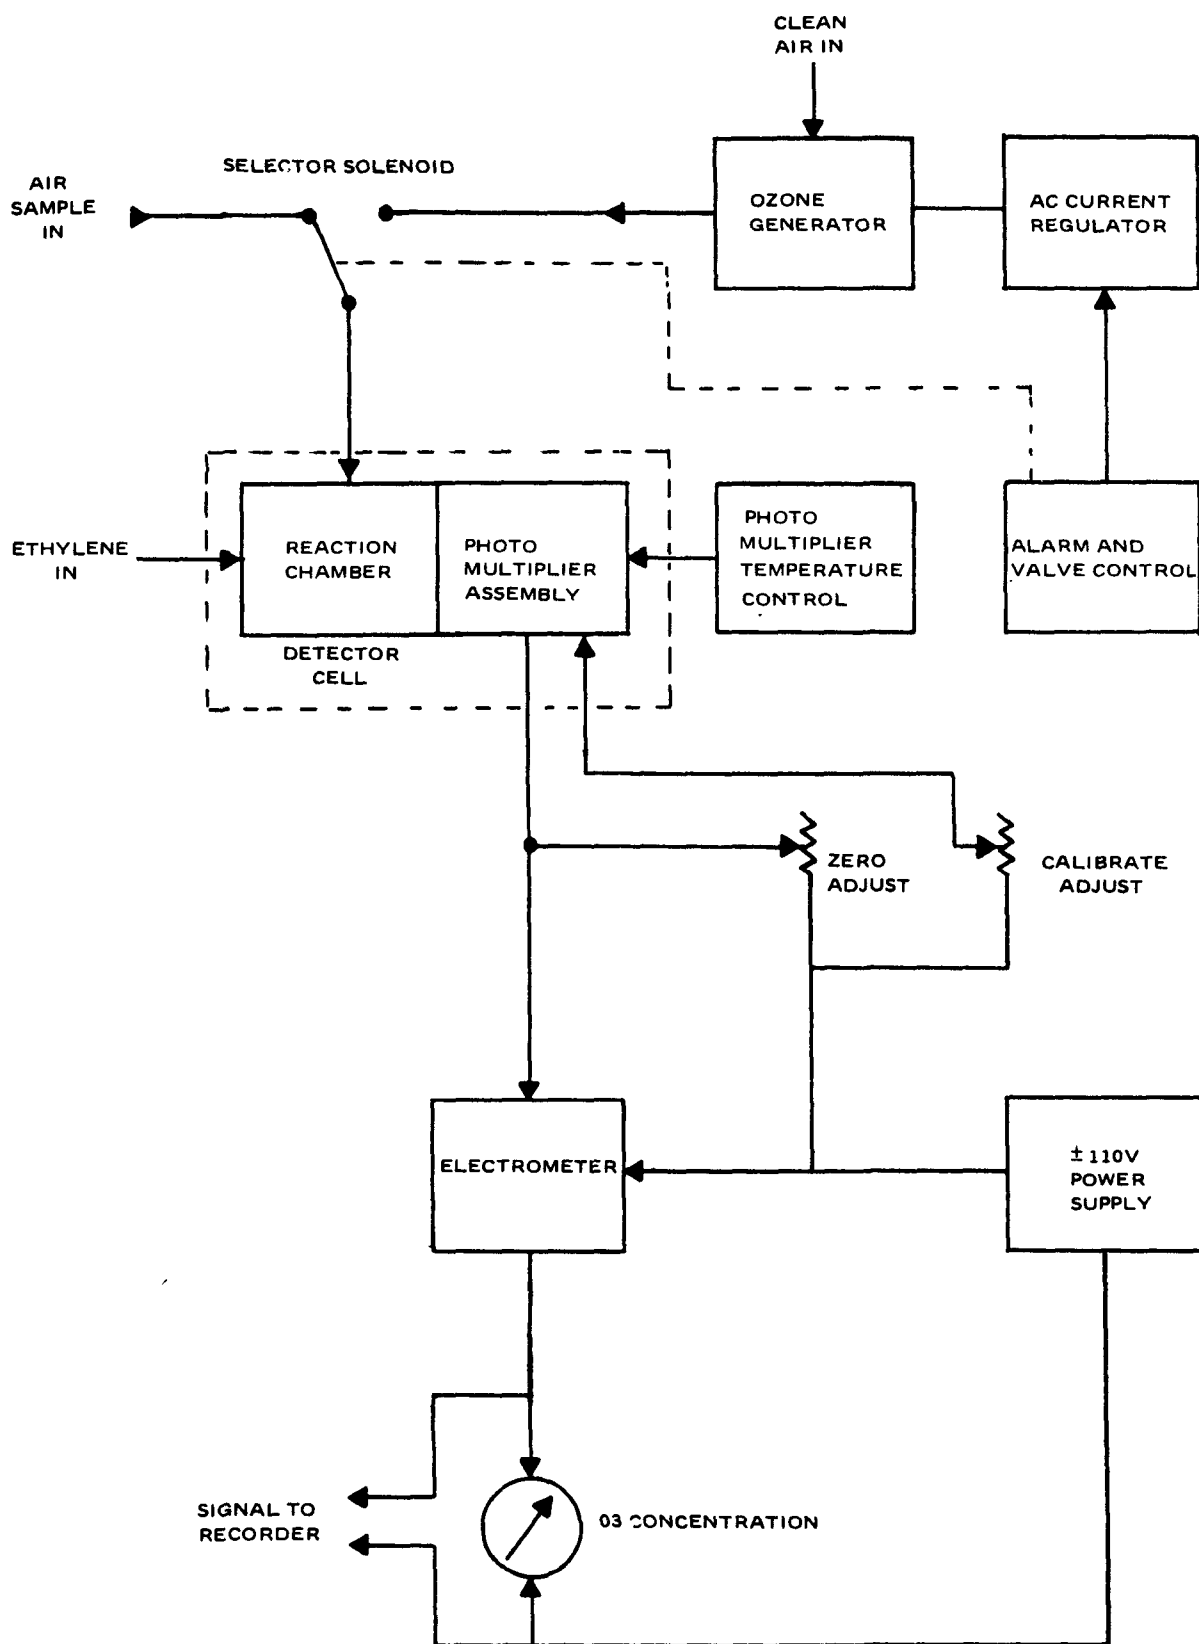 CLEAN
AIR IN
SELECTOR SOLENOID
AIR
SAMPLE
IN
OZONE
GENERATOR
AC CURRENT
REGULATOR
ETHYLENE
IN
REACTION
CHAMBER
PHOTO
MULTIPLIER
ASSEMBLY
DETECTOR
CELL
PHOTO
MULTIPLIER
TEMPERATURE
CONTROL
ALARM AND
VALVE CONTROL
ZERO
ADJUST
CALIBRATE
ADJUST
ELECTROMETER
± 110V
POWER
SUPPLY
SIGNAL TO
RECORDER
03 CONCENTRATION